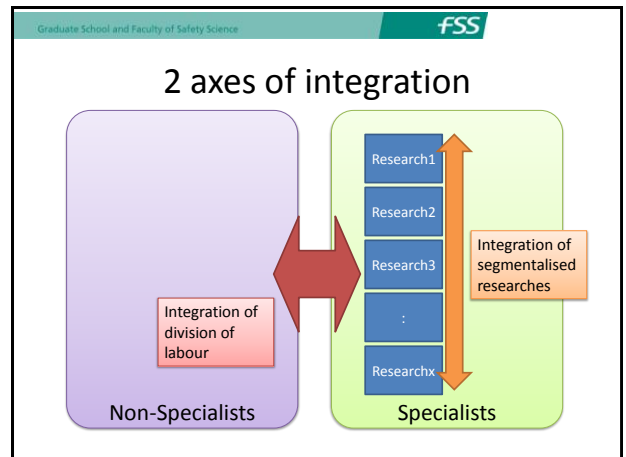 Graduate School and Faculty of Safety Science
FSS
2 axes of integration
Research1
Research2
Research3
:
Researchx
Integration of
segmentalised
researches
Integration of
division of
labour
Non-Specialists
Specialists